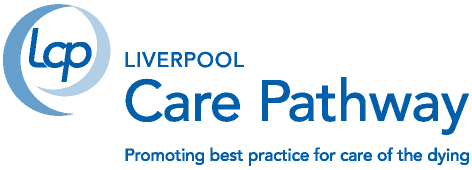 Lcp
LIVERPOOL
Care Pathway
Promoting best practice for care of the dying